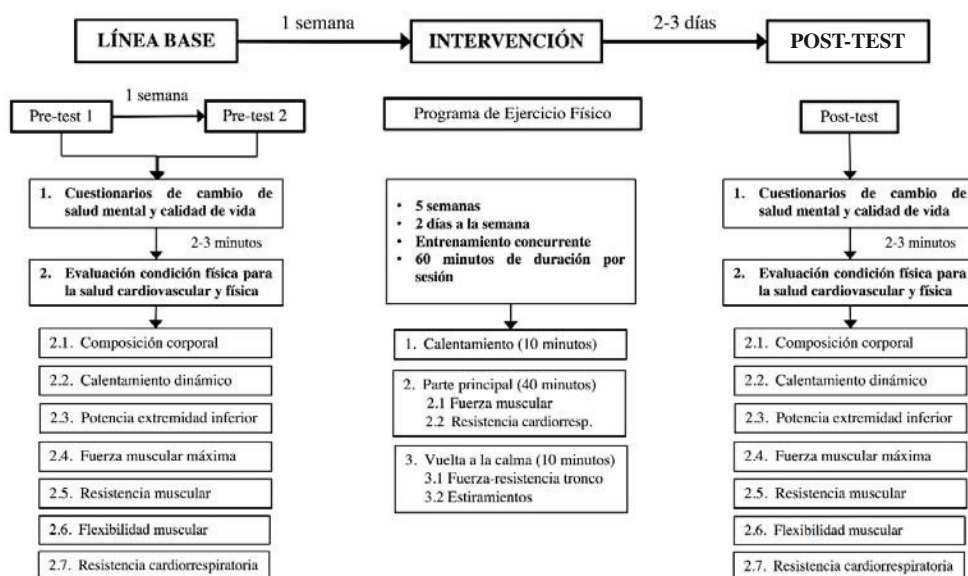 LÍNEA BASE
1 semana
INTERVENCIÓN
2-3 días
POST-TEST
Pre-test 1
1 semana
Pre-test 2
1. Cuestionarios de cambio de
salud mental y calidad de vida
2-3 minutos
2. Evaluación condición física para
la salud cardiovascular y física
2.1. Composición corporal
2.2. Calentamiento dinámico
2.3. Potencia extremidad inferior
2.4. Fuerza muscular máxima
2.5. Resistencia muscular
2.6. Flexibilidad muscular
2.7. Resistencia cardiorrespiratoria
Programa de Ejercicio Físico
• 5 semanas
• 2 días a la semana
• Entrenamiento concurrente
• 60 minutos de duración por
sesión
1. Calentamiento (10 minutos)
2. Parte principal (40 minutos)
2.1 Fuerza muscular
2.2 Resistencia cardiorresp.
3. Vuelta a la calma (10 minutos)
3.1 Fuerza-resistencia tronco
3.2 Estiramientos
Post-test
1. Cuestionarios de cambio de
salud mental y calidad de vida
2-3 minutos
2. Evaluación condición física para
la salud cardiovascular y física
2.1. Composición corporal
2.2. Calentamiento dinámico
2.3. Potencia extremidad inferior
2.4. Fuerza muscular máxima
2.5. Resistencia muscular
2.6. Flexibilidad muscular
2.7. Resistencia cardiorrespiratoria